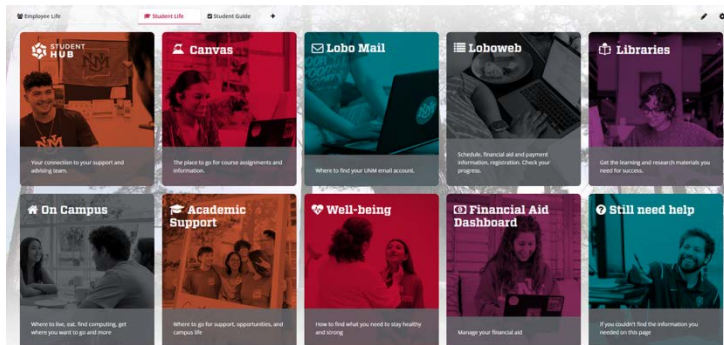 Employee Life
Student Life
Student Guide
STUDENT
HUB
Your connection to your support and
advising team.
Canvas
The place to go for course assignments and
information.
Lobo Mail
Where to find your UNM email account.
Loboweb
Schedule, financial aid and payment
information, registration. Check your
progress.
Libraries
Get the learning and research materials you
need for success.
On Campus
Where to live, eat, find computing, get
where you want to go and more
Academic
Support
Where to go for support, opportunities, and
campus life
Well-being
How to find what you need to stay healthy
and strong
Financial Aid
Dashboard
Manage your financial aid
Still need help
If you couldn't find the information you
needed on this page